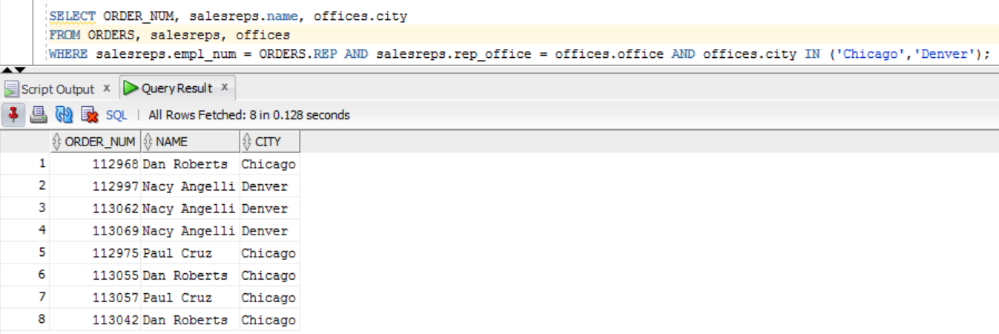 SELECT ORDER_NUM, salesreps.name, offices.city
FROM ORDERS, salesreps, offices
WHERE salesreps.empl_num = ORDERS.REP AND salesreps.rep_office = offices.office AND offices.city IN ('Chicago','Denver');
Script Output x Query Result x
SQL | All Rows Fetched: 8 in 0.128 seconds
ORDER_NUM NAME CITY
1 112968 Dan Roberts Chicago
2 112997 Nacy Angelli Denver
3 113062 Nacy Angelli Denver
4 113069 Nacy Angelli Denver
5 112975 Paul Cruz Chicago
6 113055 Dan Roberts Chicago
7 113057 Paul Cruz Chicago
8 113042 Dan Roberts Chicago